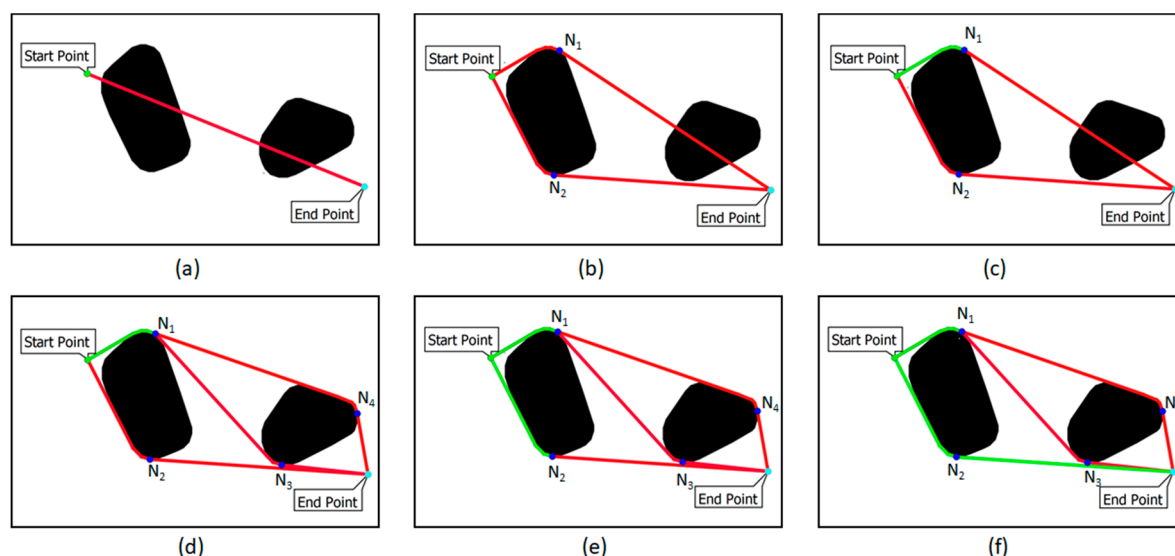 Start Point
End Point
(a)
Start Point
N1
N2
End Point
(b)
Start Point
N1
N2
End Point
(c)
Start Point
N1
N4
N2
N3
End Point
(d)
Start Point
N1
N4
N2
N3
End Point
(e)
Start Point
N1
N
N2
N3
End Point
(f)